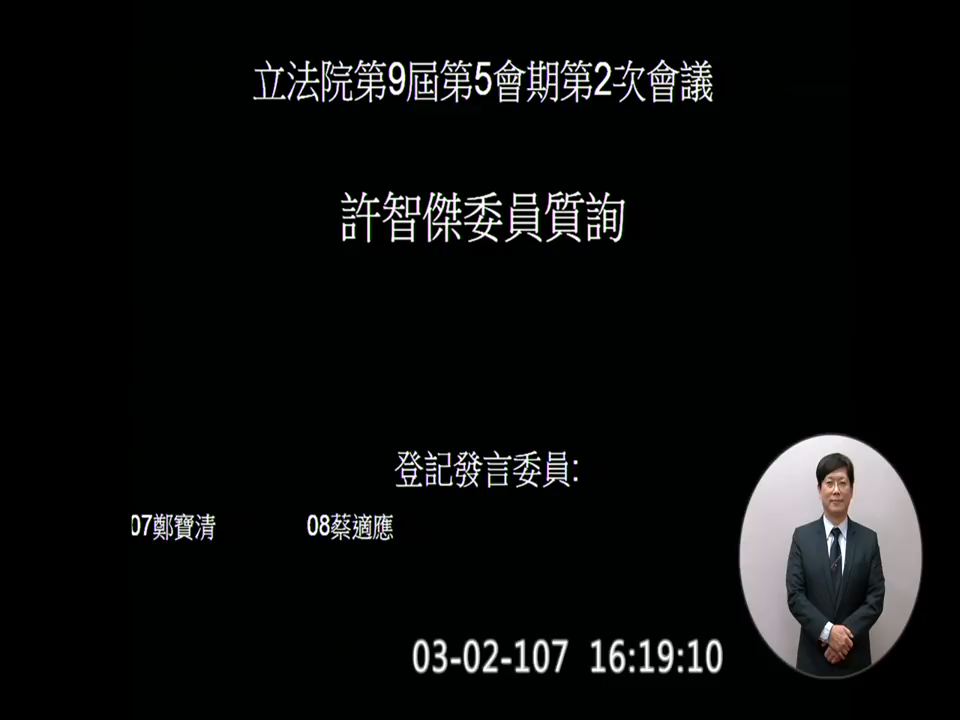 立法院第9屆第5會期第2次會議
許智傑委員質詢
登記發言委員:
07鄭寶清 08蔡適應
03-02-107 16:19:10